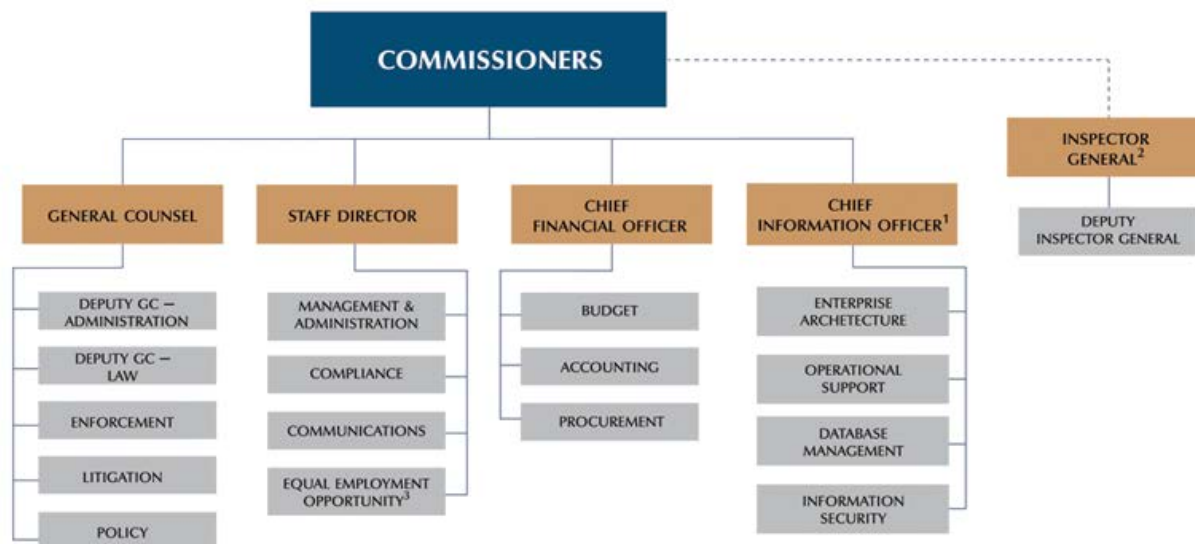 COMMISSIONERS
INSPECTOR
GENERAL²
DEPUTY
INSPECTOR GENERAL
GENERAL COUNSEL
DEPUTY GC –
ADMINISTRATION
DEPUTY GC –
LAW
ENFORCEMENT
LITIGATION
POLICY
STAFF DIRECTOR
MANAGEMENT &
ADMINISTRATION
COMPLIANCE
COMMUNICATIONS
EQUAL EMPLOYMENT
OPPORTUNITY³
CHIEF
FINANCIAL OFFICER
BUDGET
ACCOUNTING
PROCUREMENT
CHIEF
INFORMATION OFFICER¹
ENTERPRISE
ARCHETECTURE
OPERATIONAL
SUPPORT
DATABASE
MANAGEMENT
INFORMATION
SECURITY